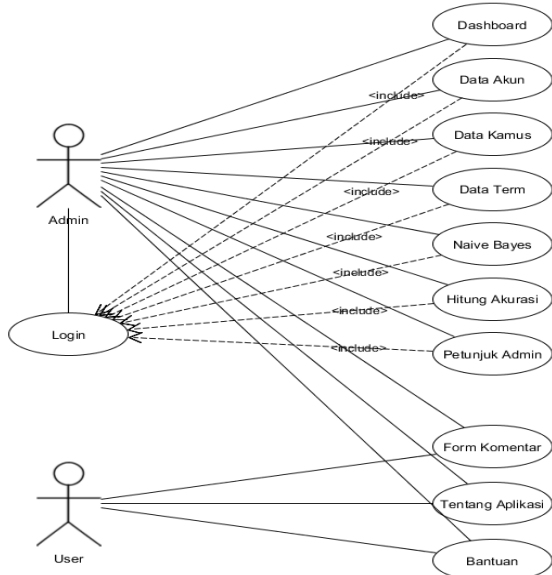 Dashboard
Data Akun
<include>
Data Kamus
<include>
Data Term
<include>
Admin
Naive Bayes
<include>
<include>
Hitung Akurasi
<include>
Login
<include>
Petunjuk Admin
Form Komentar
Tentang Aplikasi
User
Bantuan